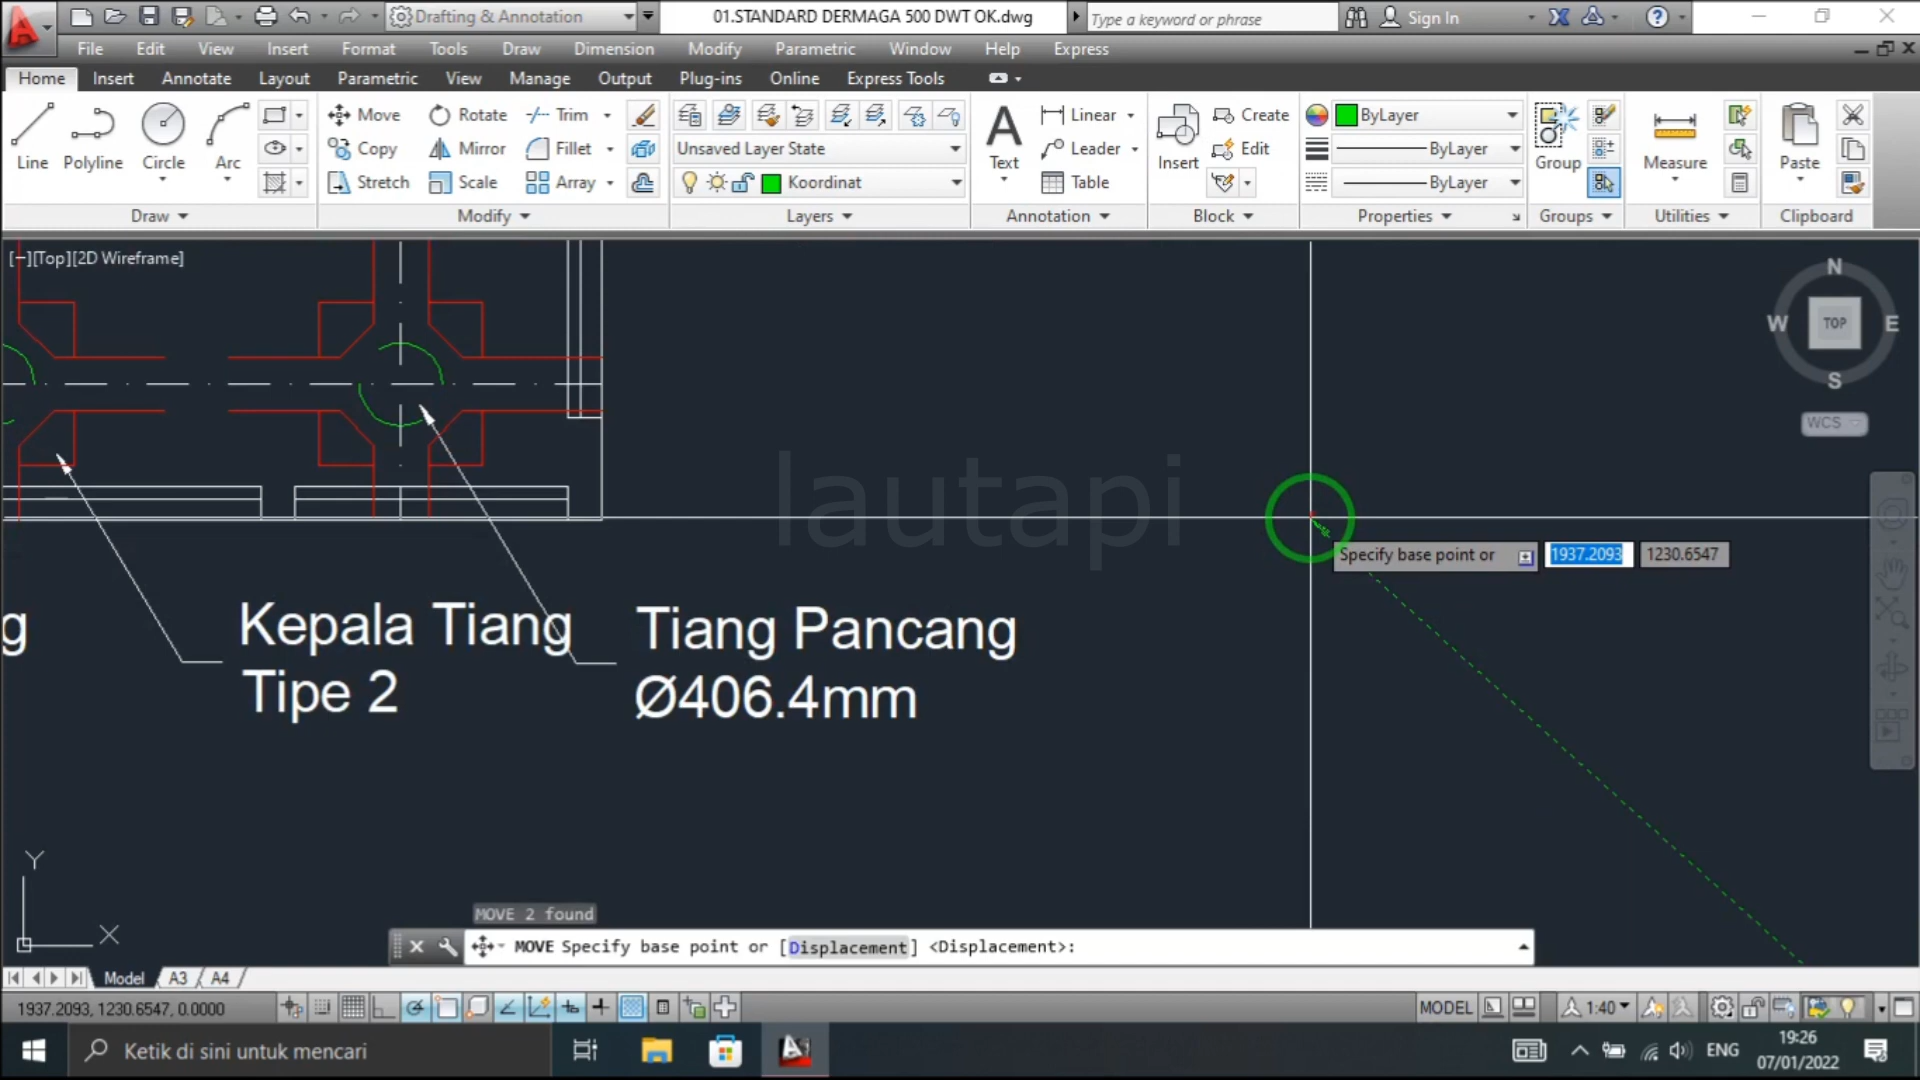 Drafting & Annotation
01.STANDARD DERMAGA 500 DWT OK.dwg
Type a keyword or phrase
Sign In
File Edit View Insert Format Tools Draw Dimension Modify Parametric Window Help Express
Home Insert Annotate Layout Parametric View Manage Output Plug-ins Online Express Tools
Line Polyline Circle Arc
Move Rotate Trim
Copy Mirror Fillet
Stretch Scale Array
Unsaved Layer State
Koordinat
Text Linear
Leader
Table
Insert Create
Edit
ByLayer
ByLayer
ByLayer
Group Measure Paste
Draw Modify Layers Annotation Block Properties Groups Utilities Clipboard
[−][Top][2D Wireframe]
N
W TOP E
S
WCS
lautapi
Specify base point or 1937.2093 1230.6547
g
Kepala Tiang
Tipe 2
Tiang Pancang
Ø406.4mm
Y
X
MOVE 2 found
MOVE Specify base point or [Displacement] <Displacement>:
Model A3 A4
1937.2093, 1230.6547, 0.0000
MODEL 1:40
Ketik di sini untuk mencari
ENG
19:26
07/01/2022